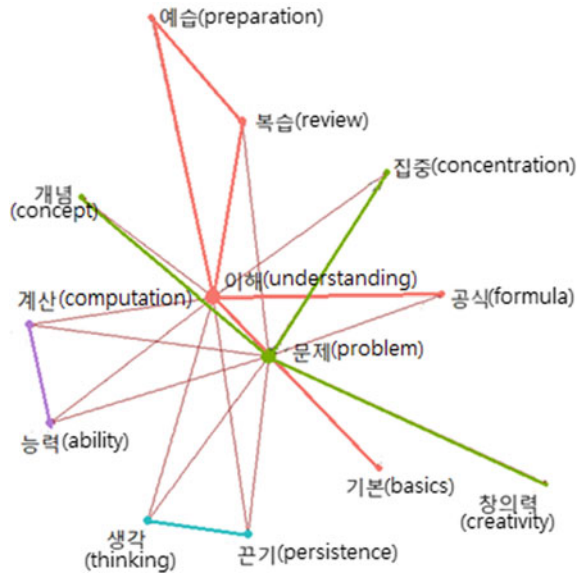 예습(preparation)
복습(review)
집중(concentration)
개념
(concept)
이해(understanding)
계산(computation)
공식(formula)
문제(problem)
능력(ability)
기본(basics)
창의력
(creativity)
생각
(thinking)
끈기(persistence)